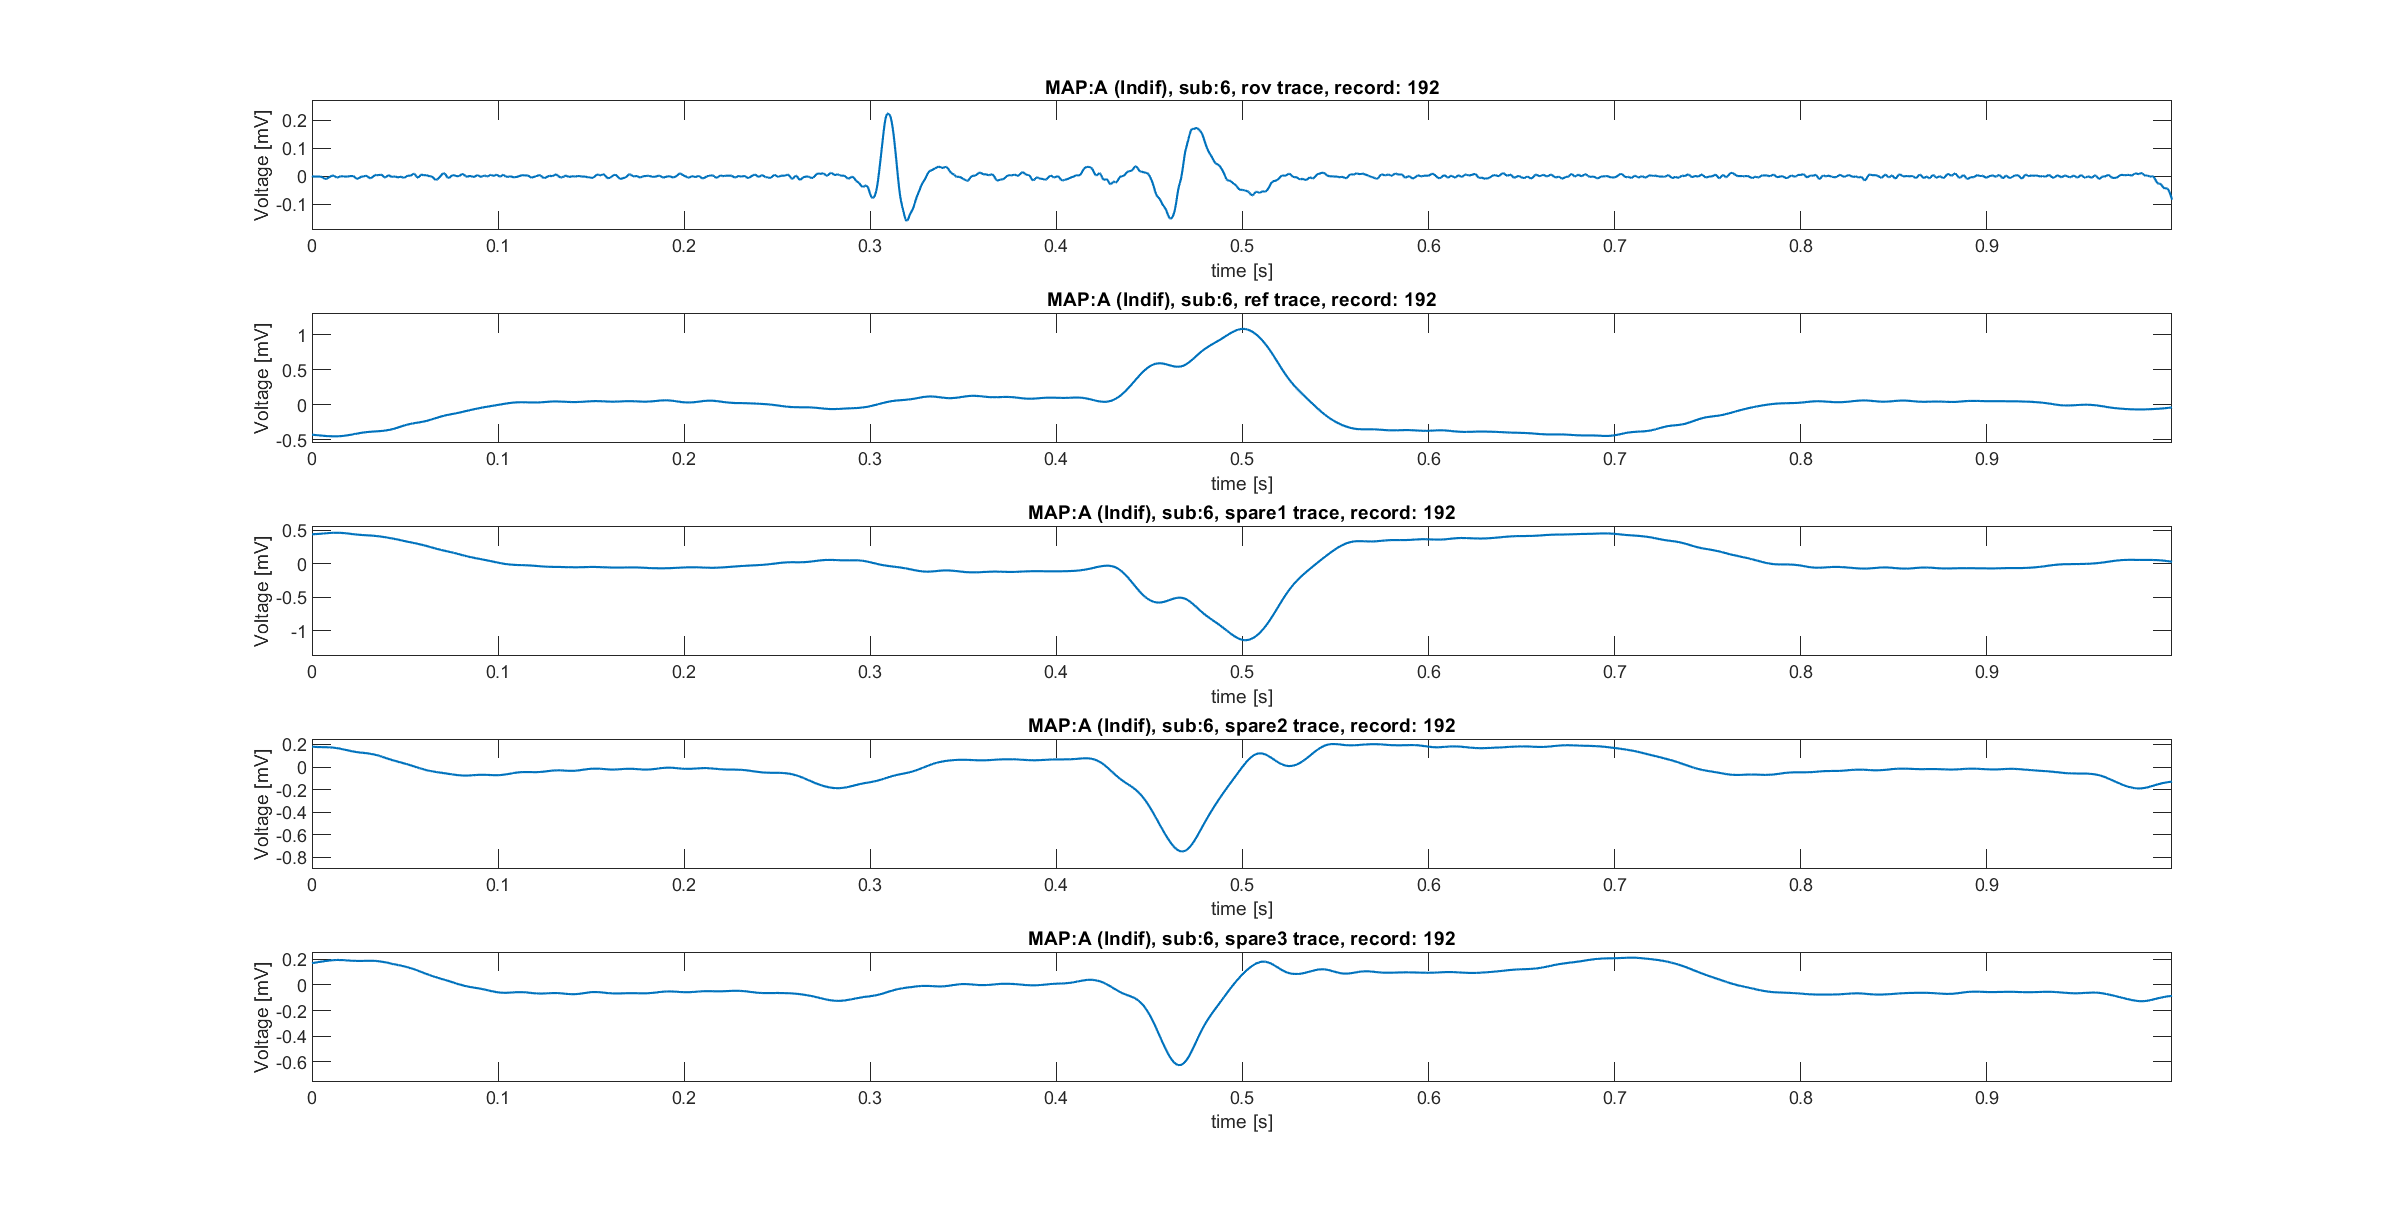 MAP:A (Indif), sub:6, rov trace, record: 192
Voltage [mV]
0.2
0.1
0
-0.1
0 0.1 0.2 0.3 0.4 0.5 0.6 0.7 0.8 0.9
time [s]
MAP:A (Indif), sub:6, ref trace, record: 192
Voltage [mV]
1
0.5
0
-0.5
0 0.1 0.2 0.3 0.4 0.5 0.6 0.7 0.8 0.9
time [s]
MAP:A (Indif), sub:6, spare1 trace, record: 192
Voltage [mV]
0.5
0
-0.5
-1
0 0.1 0.2 0.3 0.4 0.5 0.6 0.7 0.8 0.9
time [s]
MAP:A (Indif), sub:6, spare2 trace, record: 192
Voltage [mV]
0.2
0
-0.2
-0.4
-0.6
-0.8
0 0.1 0.2 0.3 0.4 0.5 0.6 0.7 0.8 0.9
time [s]
MAP:A (Indif), sub:6, spare3 trace, record: 192
Voltage [mV]
0.2
0
-0.2
-0.4
-0.6
0 0.1 0.2 0.3 0.4 0.5 0.6 0.7 0.8 0.9
time [s]